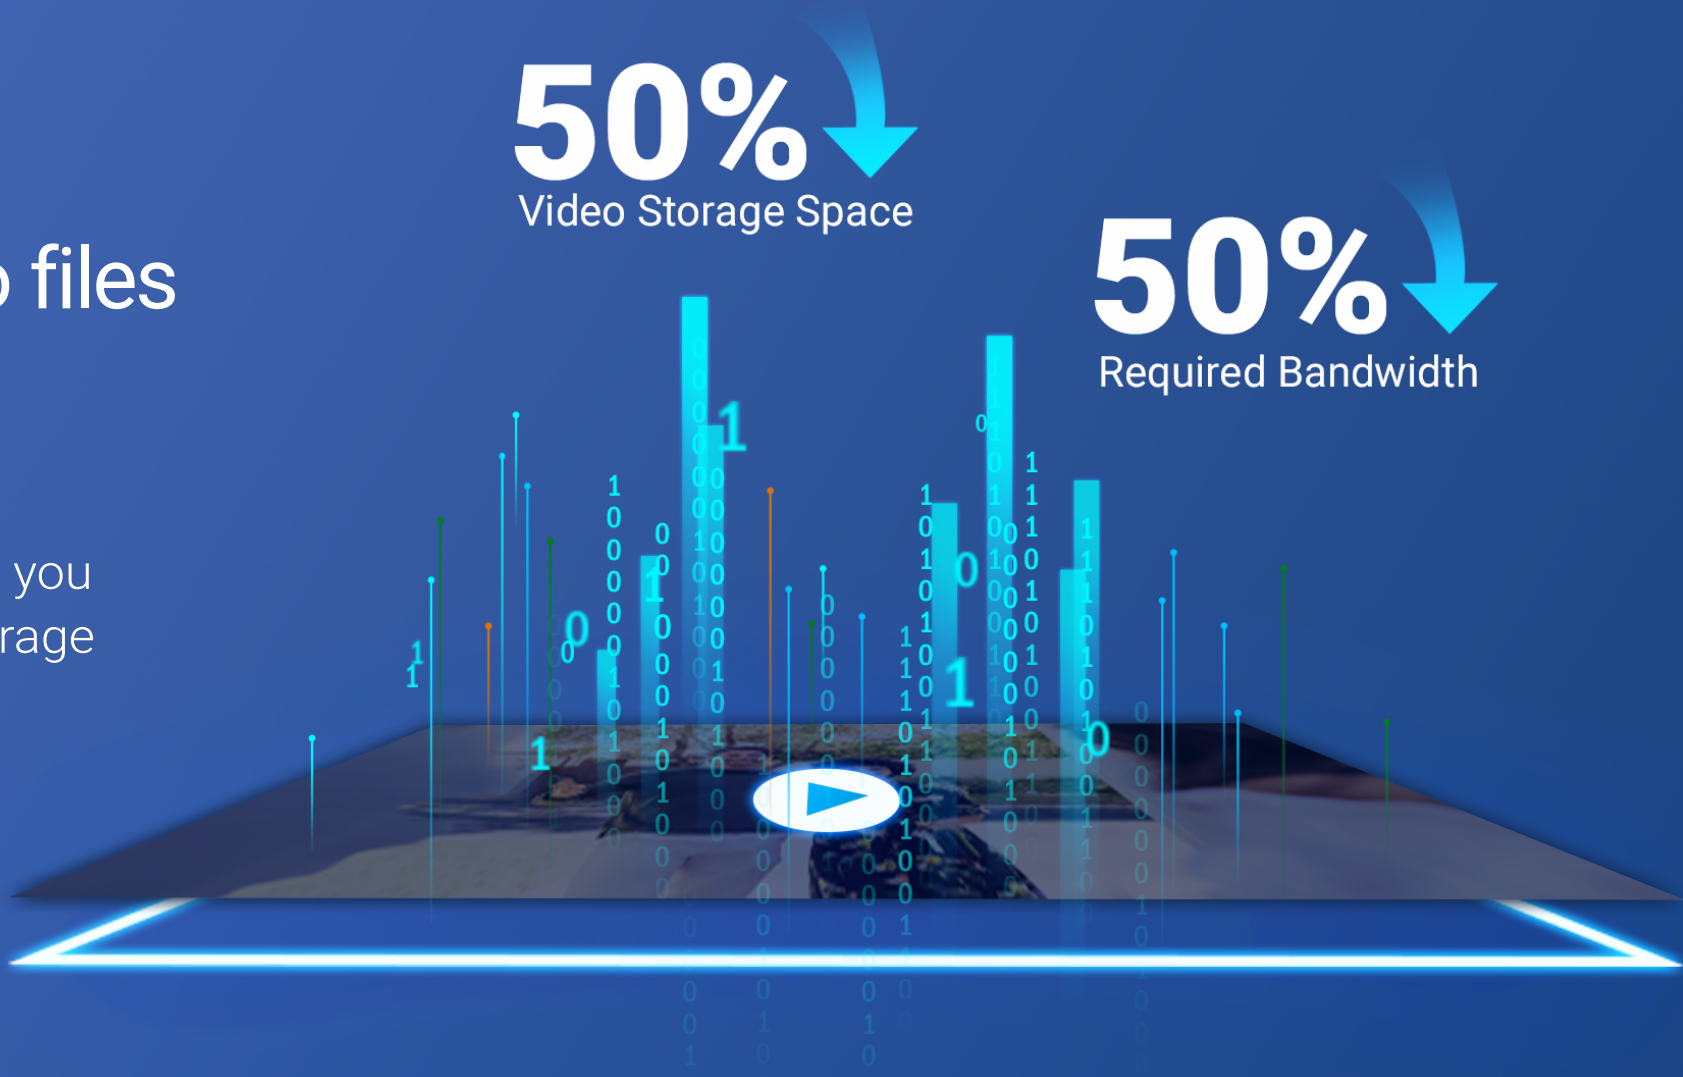 50%
Video Storage Space
50%
Required Bandwidth
files
you
rage